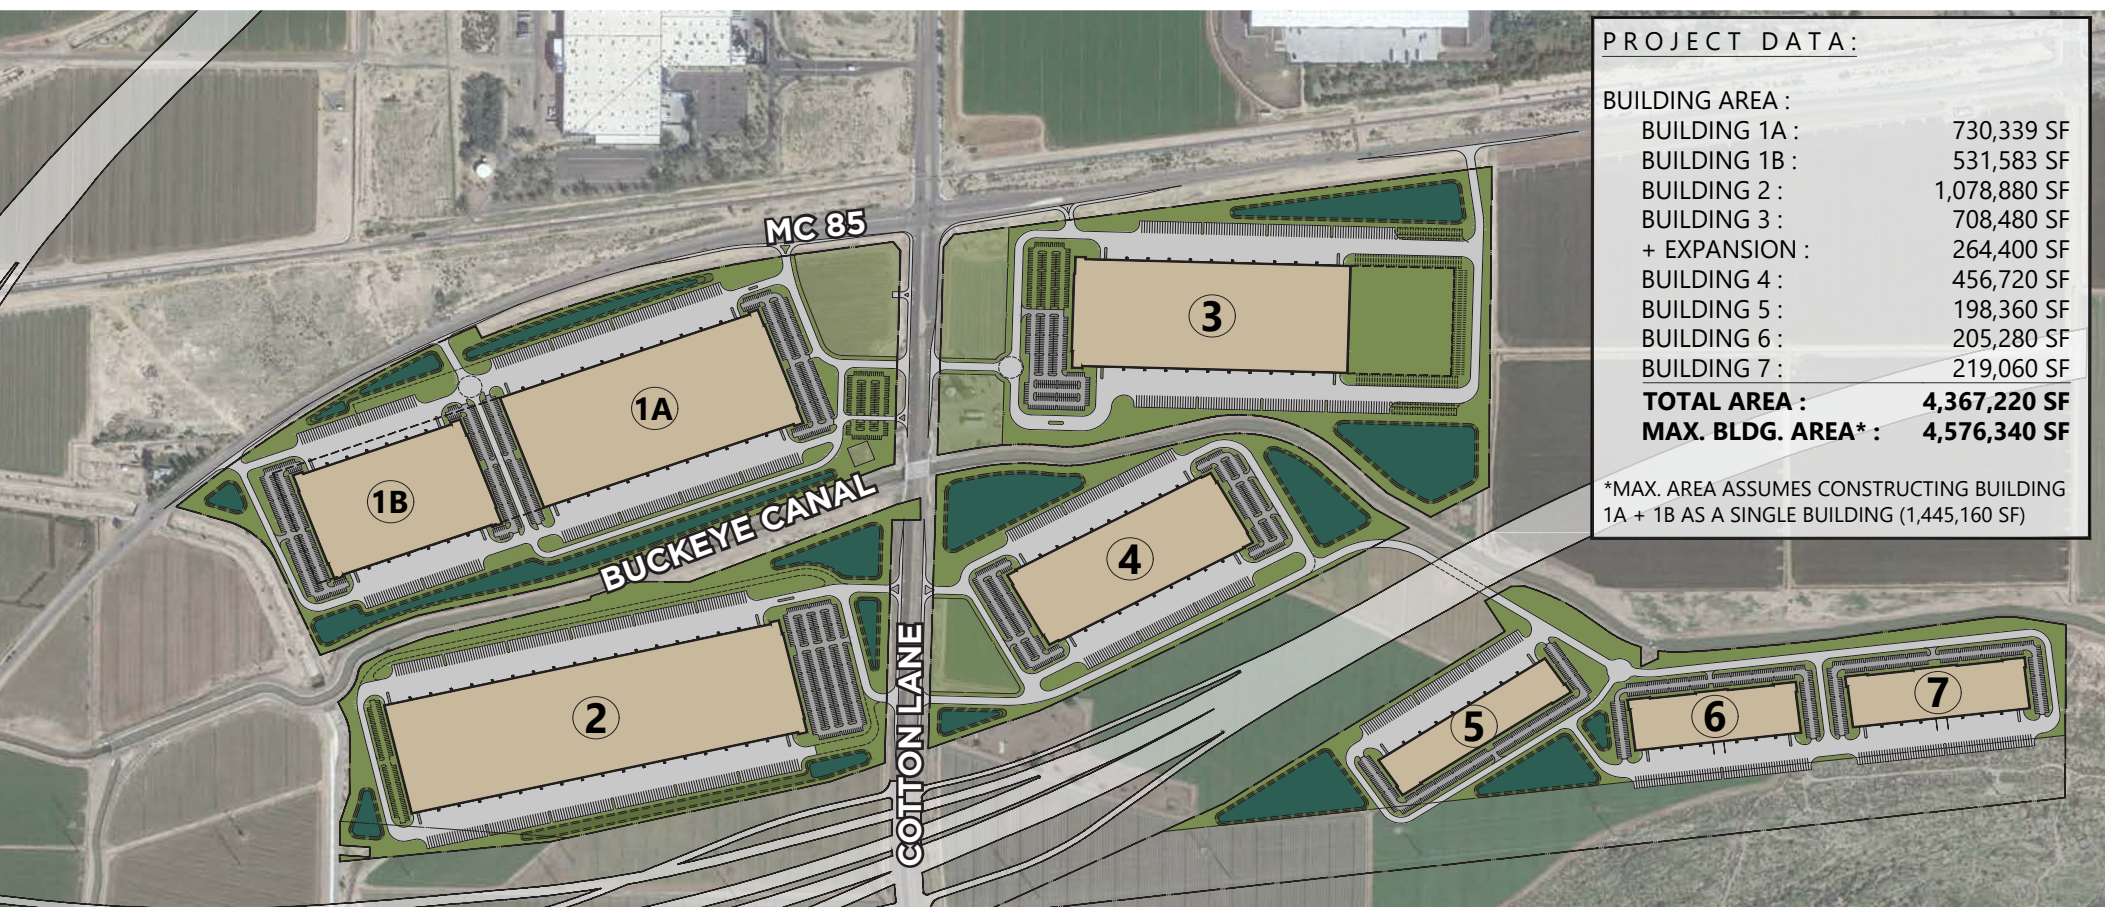 PROJECT DATA:
BUILDING AREA :
BUILDING 1A : 730,339 SF
BUILDING 1B : 531,583 SF
BUILDING 2 : 1,078,880 SF
BUILDING 3 : 708,480 SF
+ EXPANSION : 264,400 SF
BUILDING 4 : 456,720 SF
BUILDING 5 : 198,360 SF
BUILDING 6 : 205,280 SF
BUILDING 7 : 219,060 SF
TOTAL AREA : 4,367,220 SF
MAX. BLDG. AREA* : 4,576,340 SF
*MAX. AREA ASSUMES CONSTRUCTING BUILDING
1A + 1B AS A SINGLE BUILDING (1,445,160 SF)
MC 85
3
1A
1B
BUCKEYE CANAL
4
COTTON LANE
2
5
6
7